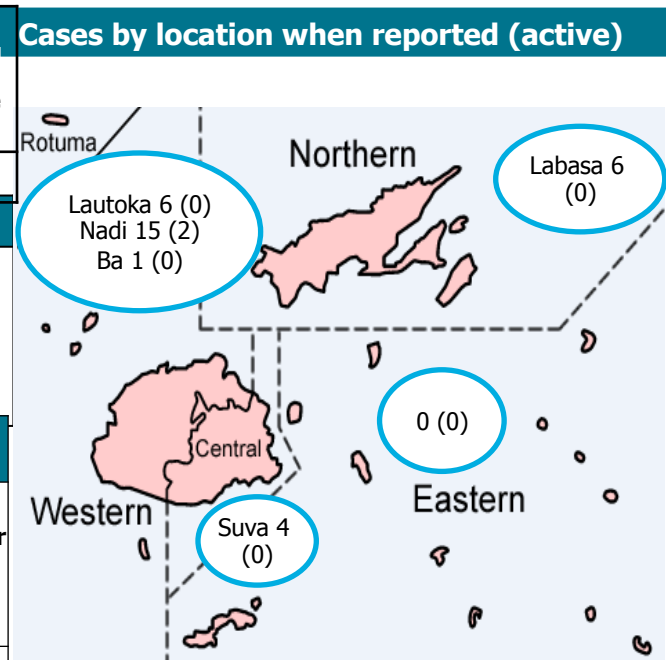 Cases by location when reported (active)
Rotuma
Northern
Labasa 6
(0)
Lautoka 6 (0)
Nadi 15 (2)
Ba 1 (0)
0 (0)
Central
Western
Eastern
Suva 4
(0)